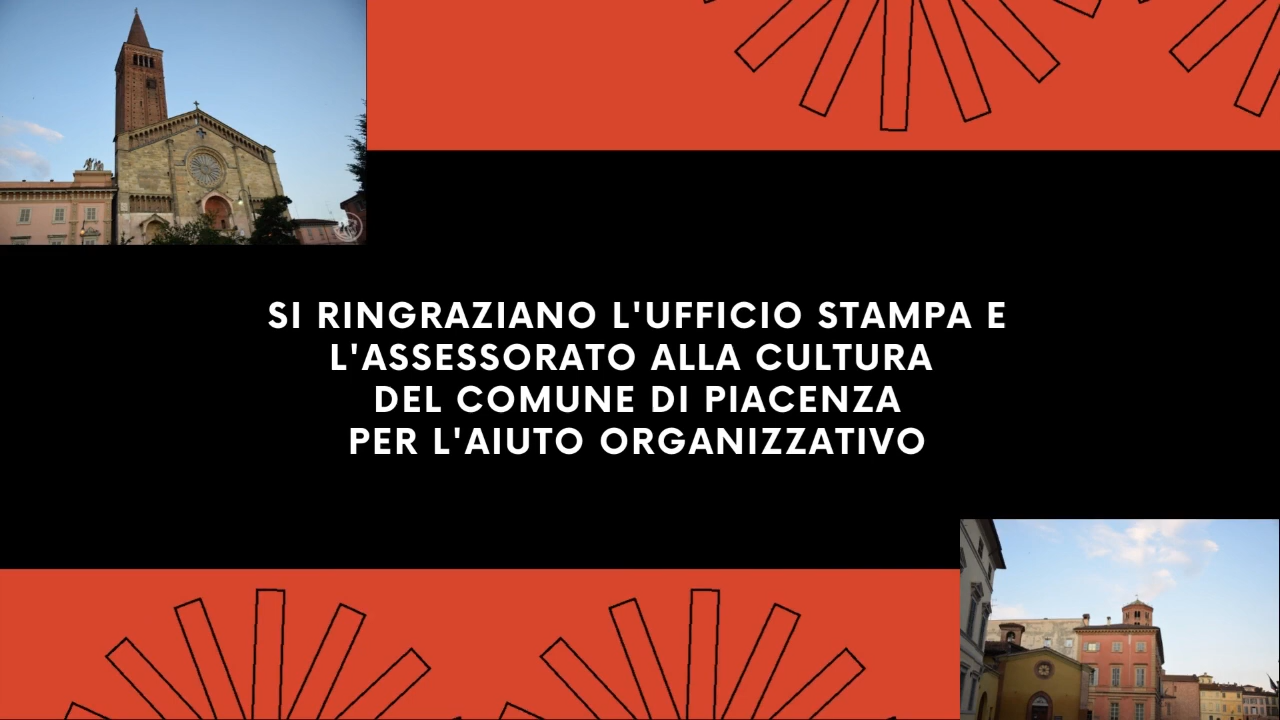 SI RINGRAZIANO L'UFFICIO STAMPA E
L'ASSESSORATO ALLA CULTURA
DEL COMUNE DI PIACENZA
PER L'AIUTO ORGANIZZATIVO